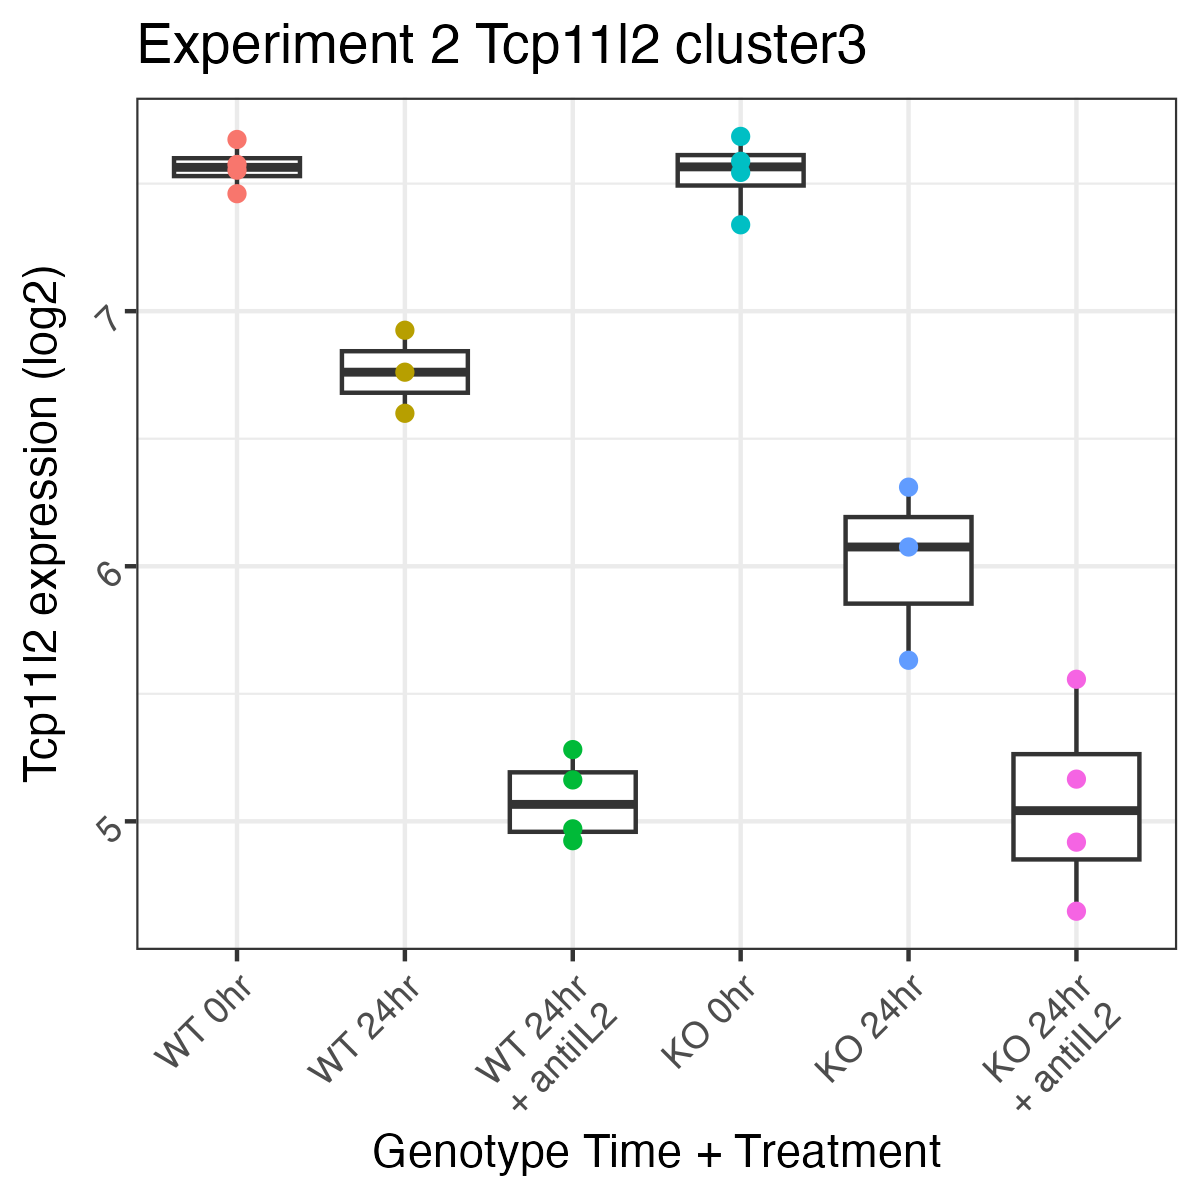 Experiment 2 Tcp11l2 cluster3
Tcp11l2 expression (log2)
7
6
5
WT 0hr
WT 24hr
WT 24hr
+ antiIL2
KO 0hr
KO 24hr
KO 24hr
+ antiIL2
Genotype Time + Treatment